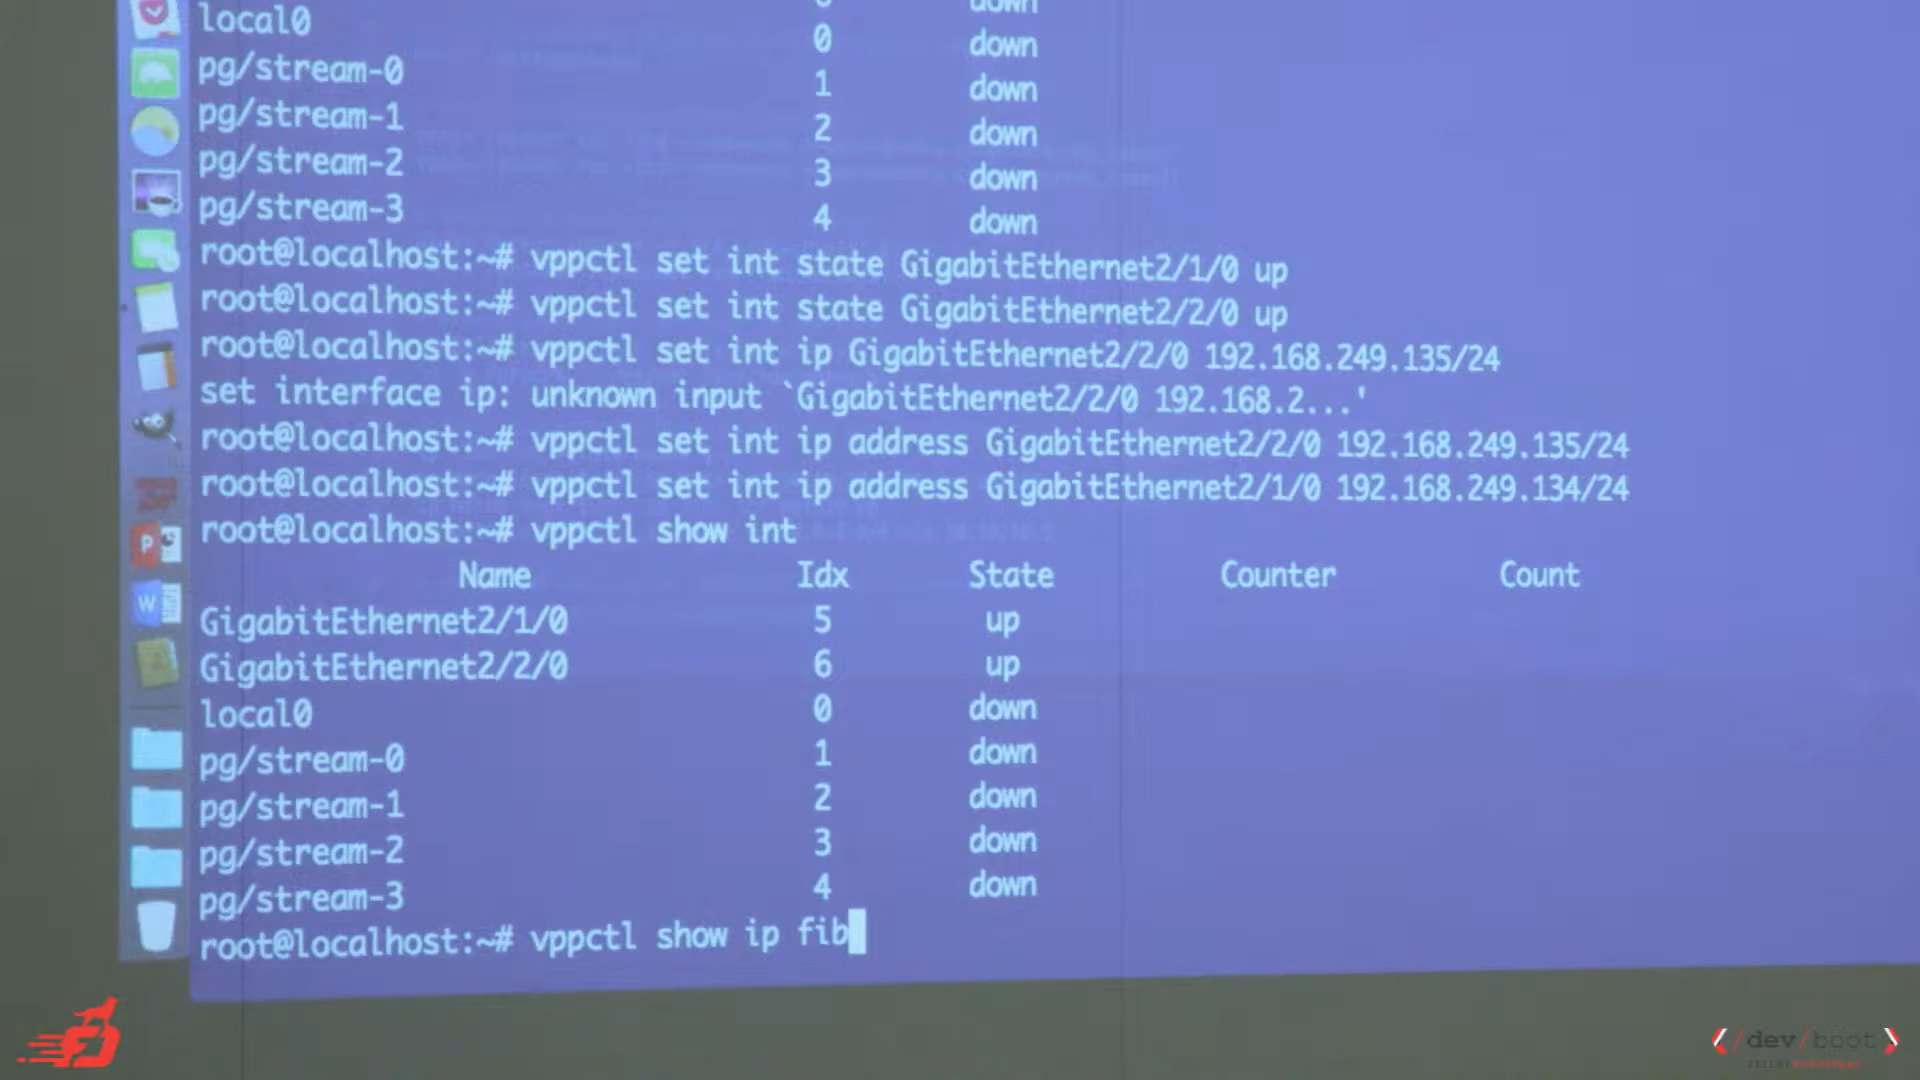 down
local0 0 down
pg/stream-0 1 down
pg/stream-1 2 down
pg/stream-2 3 down
pg/stream-3 4 down
root@localhost:~# vppctl set int state GigabitEthernet2/1/0 up
root@localhost:~# vppctl set int state GigabitEthernet2/2/0 up
root@localhost:~# vppctl set int ip GigabitEthernet2/2/0 192.168.249.135/24
set interface ip: unknown input `GigabitEthernet2/2/0 192.168.2...'
root@localhost:~# vppctl set int ip address GigabitEthernet2/2/0 192.168.249.135/24
root@localhost:~# vppctl set int ip address GigabitEthernet2/1/0 192.168.249.134/24
root@localhost:~# vppctl show int
Name Idx State Counter Count
GigabitEthernet2/1/0 5 up
GigabitEthernet2/2/0 6 up
local0 0 down
pg/stream-0 1 down
pg/stream-1 2 down
pg/stream-2 3 down
pg/stream-3 4 down
root@localhost:~# vppctl show ip fib
P
W
/dev/boot